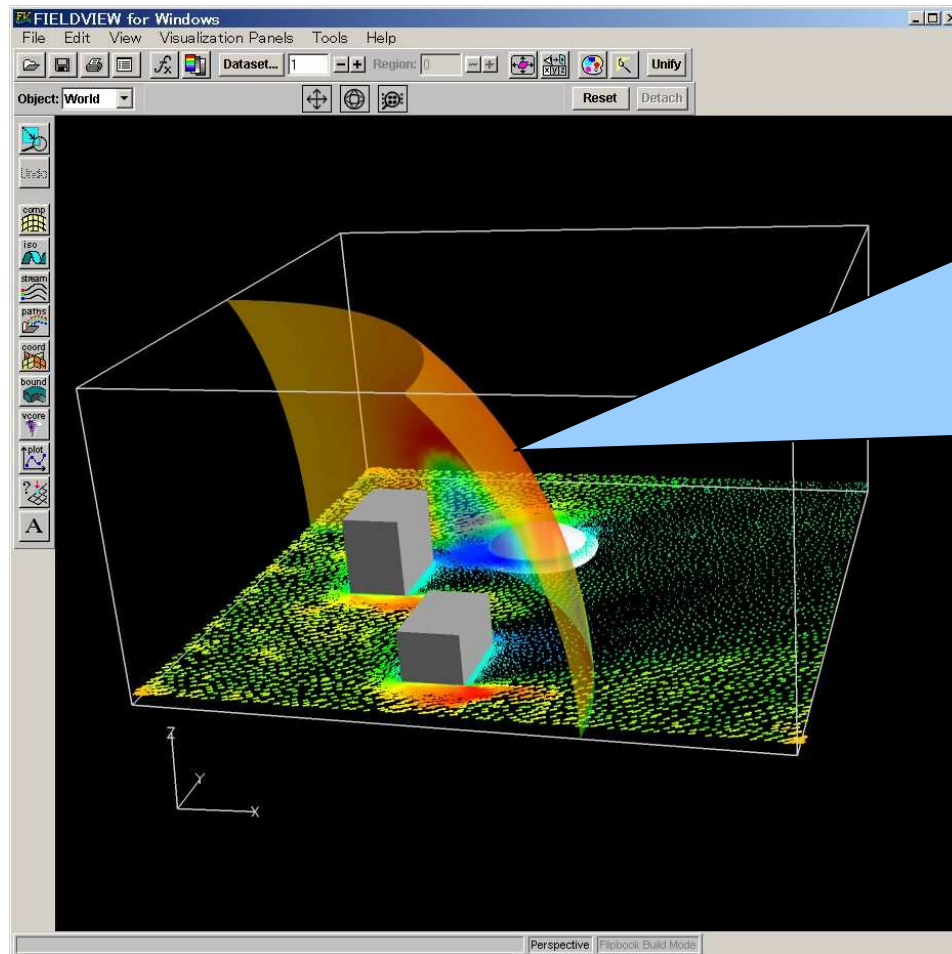 FIELDVIEW for Windows
File Edit View Visualization Panels Tools Help
Dataset... 1 Region: 0 Unify
Object: World Reset Detach
Undo
comp
iso
stream
paths
coord
bound
vcore
plot
?
A
Z
Y
X
Perspective Flipbook Build Mode